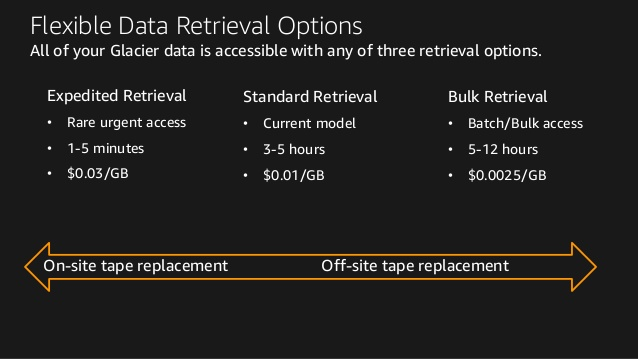 Flexible Data Retrieval Options
All of your Glacier data is accessible with any of three retrieval options.
Expedited Retrieval
• Rare urgent access
• 1-5 minutes
• $0.03/GB
Standard Retrieval
• Current model
• 3-5 hours
• $0.01/GB
Bulk Retrieval
• Batch/Bulk access
• 5-12 hours
• $0.0025/GB
On-site tape replacement
Off-site tape replacement